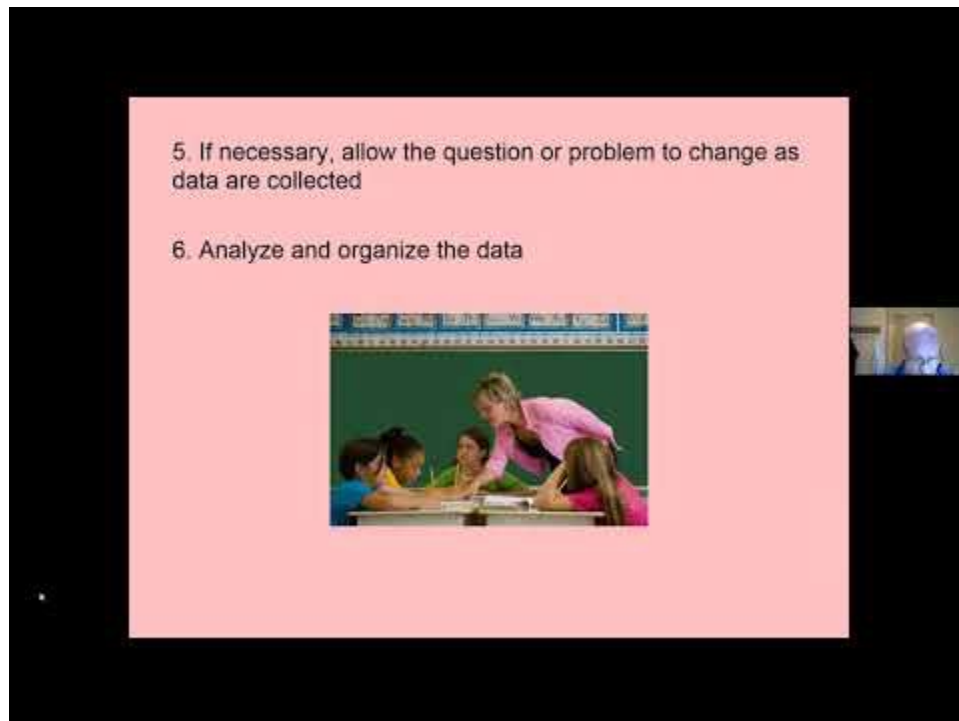 5. If necessary, allow the question or problem to change as
data are collected
6. Analyze and organize the data